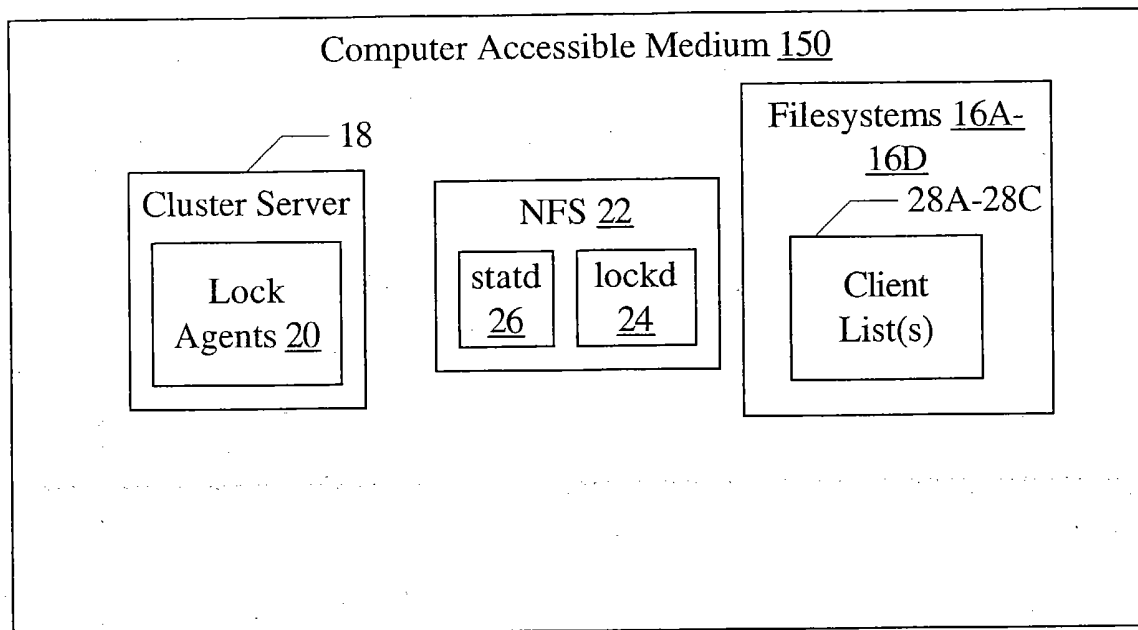 Computer Accessible Medium 150
18
Cluster Server
Lock
Agents 20
NFS 22
statd
26
lockd
24
Filesystems 16A-
16D
28A-28C
Client
List(s)